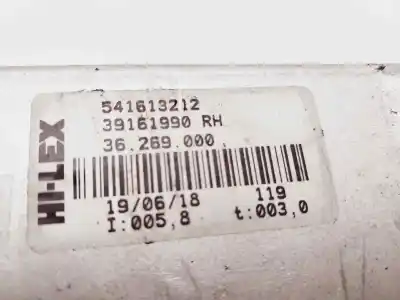 HI-LEX
541613212
39161990 RH
36.269.000
19/06/18 119
I:005,8 t:003,0